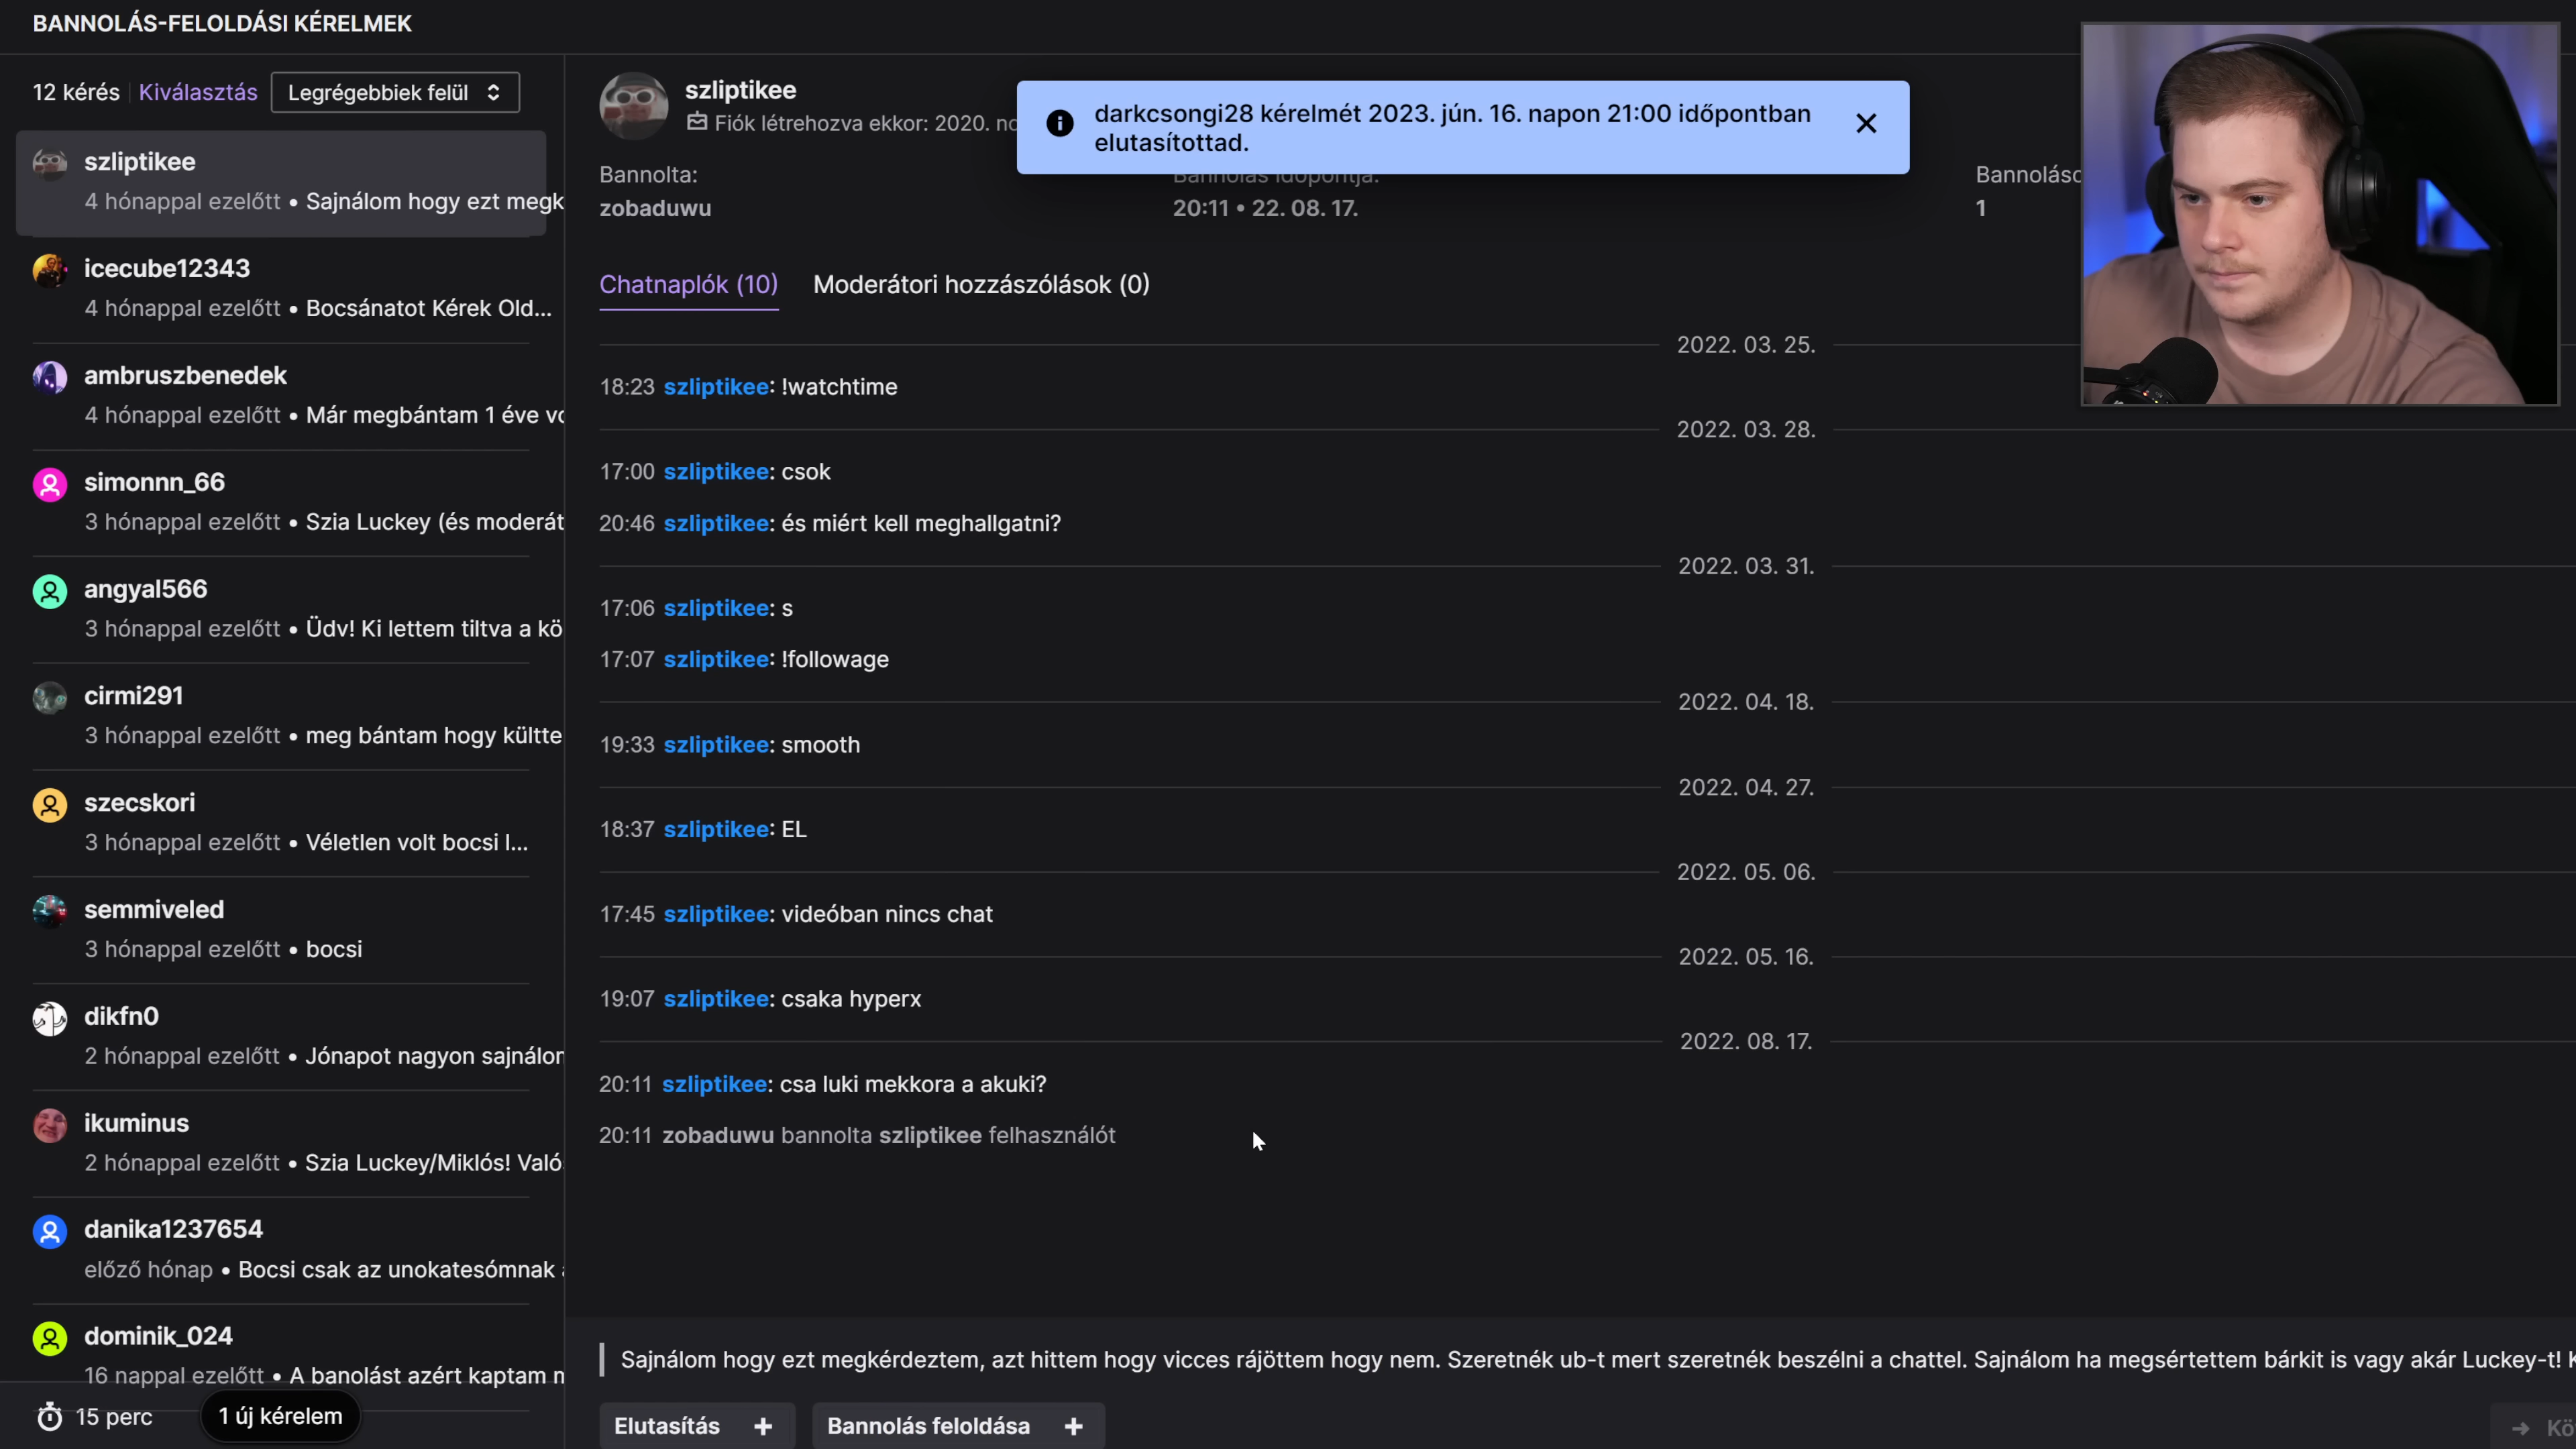 BANNOLÁS-FELOLDÁSI KÉRELMEK
12 kérés
Kiválasztás
Legrégebbiek felül
szliptikee
4 hónappal ezelőtt • Sajnálom hogy ezt megk
icecube12343
4 hónappal ezelőtt • Bocsánatot Kérek Old...
ambruszbenedek
4 hónappal ezelőtt • Már megbántam 1 éve vo
simonnn_66
3 hónappal ezelőtt • Szia Luckey (és moderát
angyal566
3 hónappal ezelőtt • Üdv! Ki lettem tiltva a kö
cirmi291
3 hónappal ezelőtt • meg bántam hogy külte
szecskori
3 hónappal ezelőtt • Véletlen volt bocsi l...
semmiveled
3 hónappal ezelőtt • bocsi
dikfn0
2 hónappal ezelőtt • Jónapot nagyon sajnálom
ikuminus
2 hónappal ezelőtt • Szia Luckey/Miklós! Való
danika1237654
előző hónap • Bocsi csak az unokatesómnak
dominik_024
16 nappal ezelőtt • A banolást azért kaptam m
15 perc
1 új kérelem
szliptikee
Fiók létrehozva ekkor: 2020. no
darkcsongi28 kérelmét 2023. jún. 16. napon 21:00 időpontban
elutasítottad.
Bannolta:
zobaduwu
Bannolás időpontja:
20:11 • 22. 08. 17.
Bannoláso
1
Chatnaplók (10)
Moderátori hozzászólások (0)
2022. 03. 25.
18:23 szliptikee: !watchtime
2022. 03. 28.
17:00 szliptikee: csok
20:46 szliptikee: és miért kell meghallgatni?
2022. 03. 31.
17:06 szliptikee: s
17:07 szliptikee: !followage
2022. 04. 18.
19:33 szliptikee: smooth
2022. 04. 27.
18:37 szliptikee: EL
2022. 05. 06.
17:45 szliptikee: videóban nincs chat
2022. 05. 16.
19:07 szliptikee: csaka hyperx
2022. 08. 17.
20:11 szliptikee: csa luki mekkora a akuki?
20:11 zobaduwu bannolta szliptikee felhasználót
Sajnálom hogy ezt megkérdeztem, azt hittem hogy vicces rájöttem hogy nem. Szeretnék ub-t mert szeretnék beszélni a chattel. Sajnálom ha megsértettem bárkit is vagy akár Luckey-t! K
Elutasítás +
Bannolás feloldása +
→ Kö